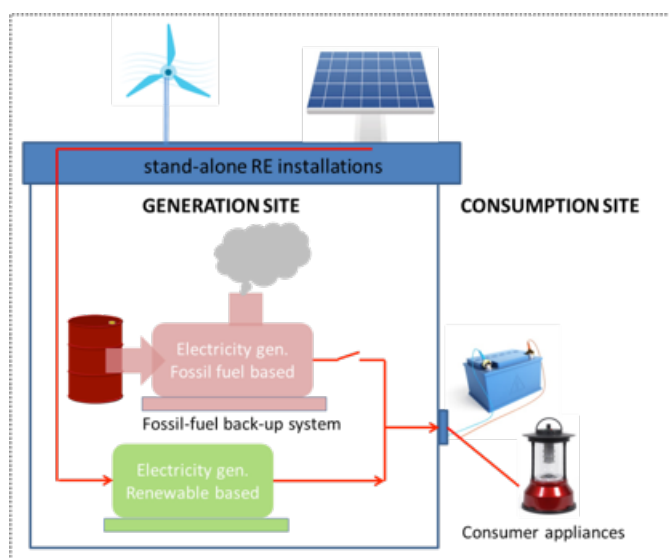 stand-alone RE installations
GENERATION SITE
CONSUMPTION SITE
Electricity gen.
Fossil fuel based
Fossil-fuel back-up system
Electricity gen.
Renewable based
Consumer appliances